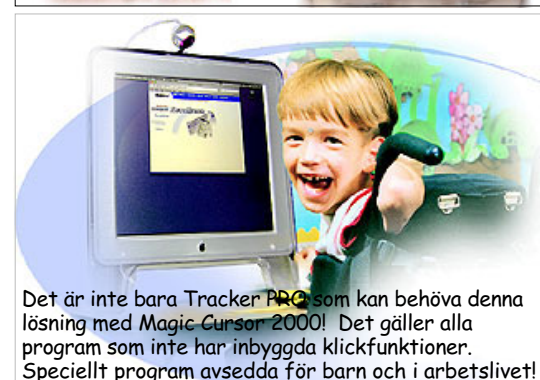 Det är inte bara Tracker PRO som kan behöva denna
lösning med Magic Cursor 2000!  Det gäller alla
program som inte har inbyggda klickfunktioner.
Speciellt program avsedda för barn och i arbetslivet!